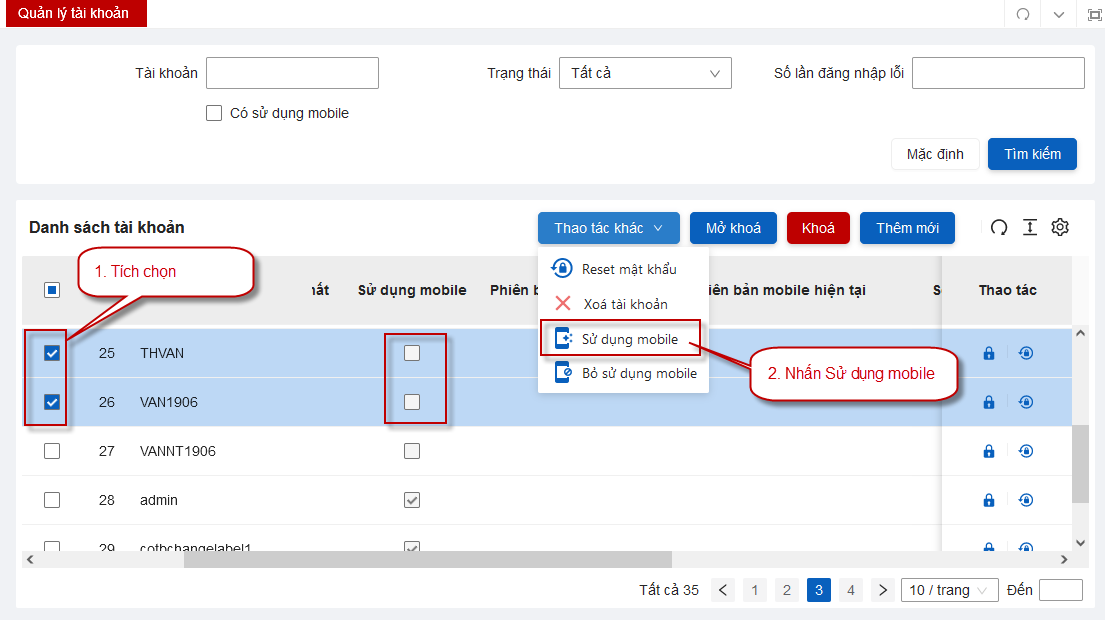 Quản lý tài khoản
Tài khoản
Trạng thái
Tất cả
Số lần đăng nhập lỗi
Có sử dụng mobile
Mặc định
Tìm kiếm
Danh sách tài khoản
Thao tác khác
Mở khoá
Khoá
Thêm mới
1. Tích chọn
Reset mật khẩu
Xoá tài khoản
Sử dụng mobile
Bỏ sử dụng mobile
Sử dụng mobile
Phiên
bản mobile hiện tại
Thao tác
25 THVAN
26 VAN1906
2. Nhấn Sử dụng mobile
27 VANNT1906
28 admin
29 cotbchangelabel1
Tất cả 35
1
2
3
4
10 / trang
Đến